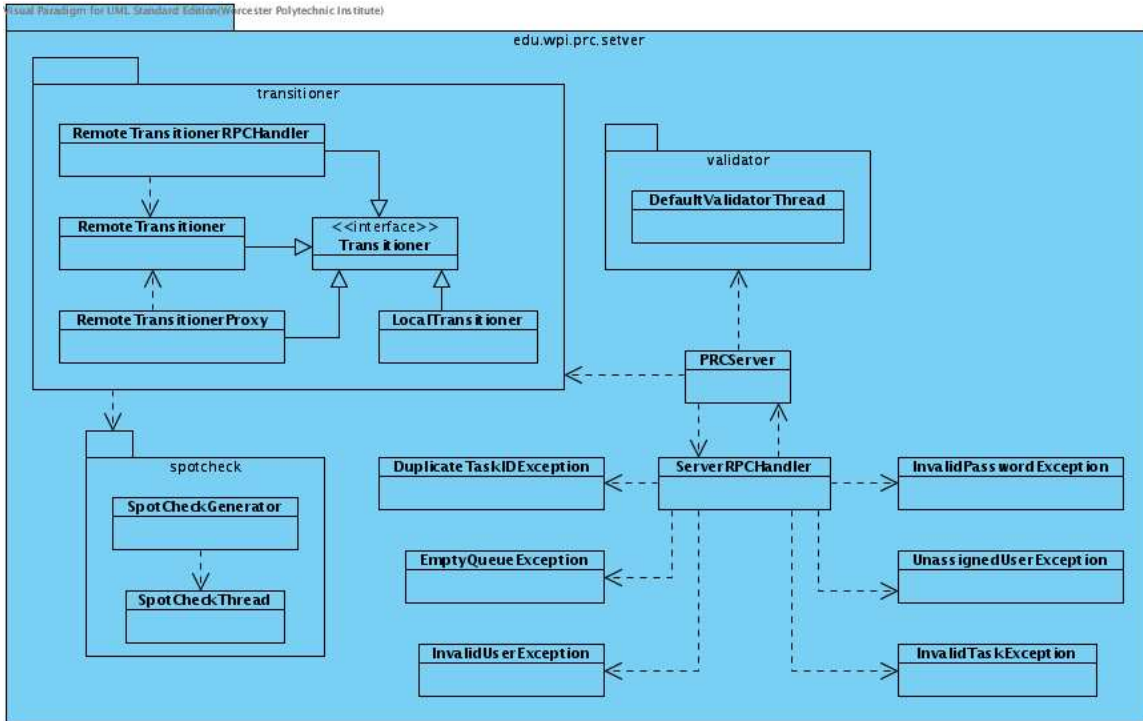 Visual Paradigm for UML Standard Edition(Worcester Polytechnic Institute)
edu.wpi.prc.setver
transitioner
RemoteTransitionerRPCHandler
RemoteTransitioner
<<interface>>
Transitioner
RemoteTransitionerProxy
LocalTransitioner
validator
DefaultValidatorThread
PRCServer
spotcheck
SpotCheckGenerator
SpotCheckThread
DuplicateTaskIDException
ServerRPCHandler
InvalidPasswordException
EmptyQueueException
UnassignedUserException
InvalidUserException
InvalidTaskException